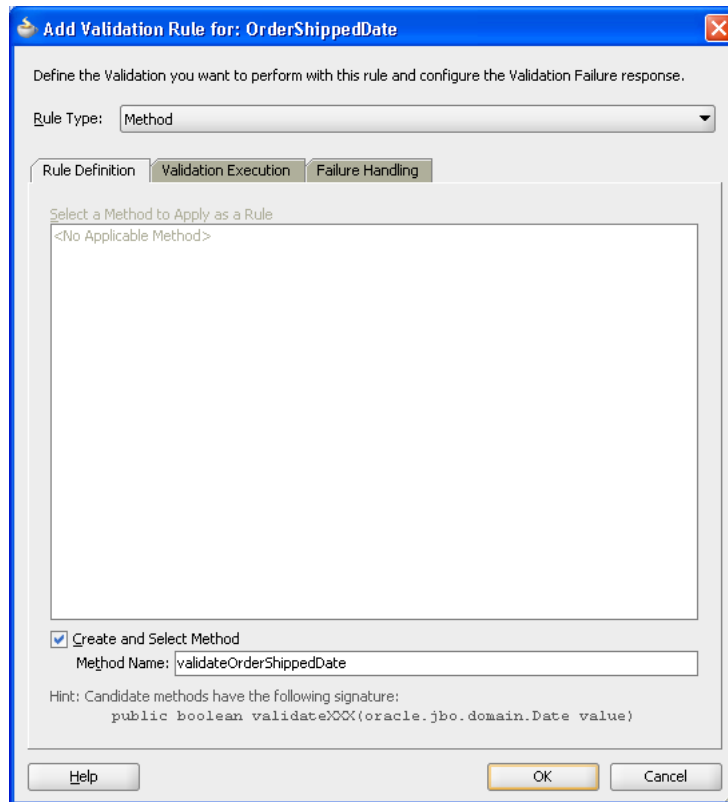 Add Validation Rule for: OrderShippedDate
Define the Validation you want to perform with this rule and configure the Validation Failure response.
Rule Type: Method
Rule Definition Validation Execution Failure Handling
Select a Method to Apply as a Rule
<No Applicable Method>
Create and Select Method
Method Name: validateOrderShippedDate
Hint: Candidate methods have the following signature:
public boolean validateXXX(oracle.jbo.domain.Date value)
Help OK Cancel